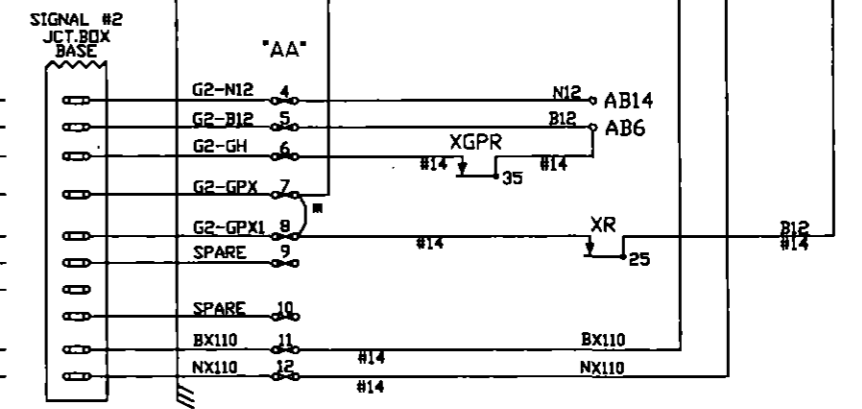 SIGNAL #2
JCT.BOX
BASE
"AA"
G2-N12 4 N12 AB14
G2-B12 5 B12 AB6
G2-GH 6 #14 XGPR 35 #14
G2-GPX 7
G2-GPX1 8 #14 XR 25 B12 #14
SPARE 9
SPARE 10
BX110 11 #14 BX110
NX110 12 #14 NX110